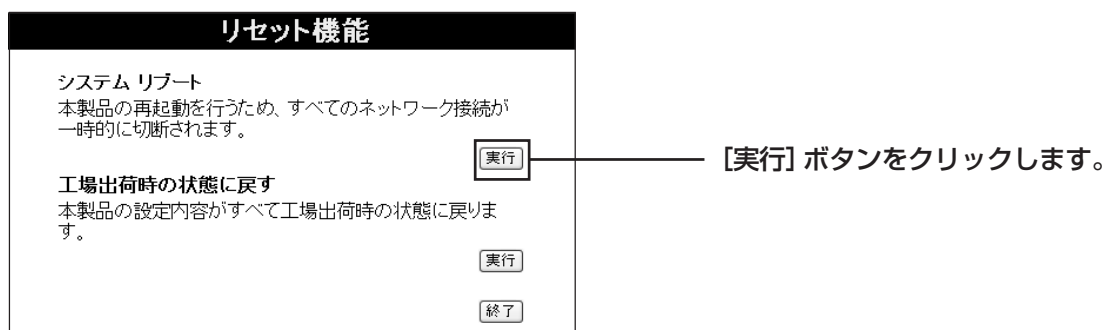 リセット機能
システム リブート
本製品の再起動を行うため、すべてのネットワーク接続が
一時的に切断されます。
実行
[実行] ボタンをクリックします。
工場出荷時の状態に戻す
本製品の設定内容がすべて工場出荷時の状態に戻りま
す。
実行
終了